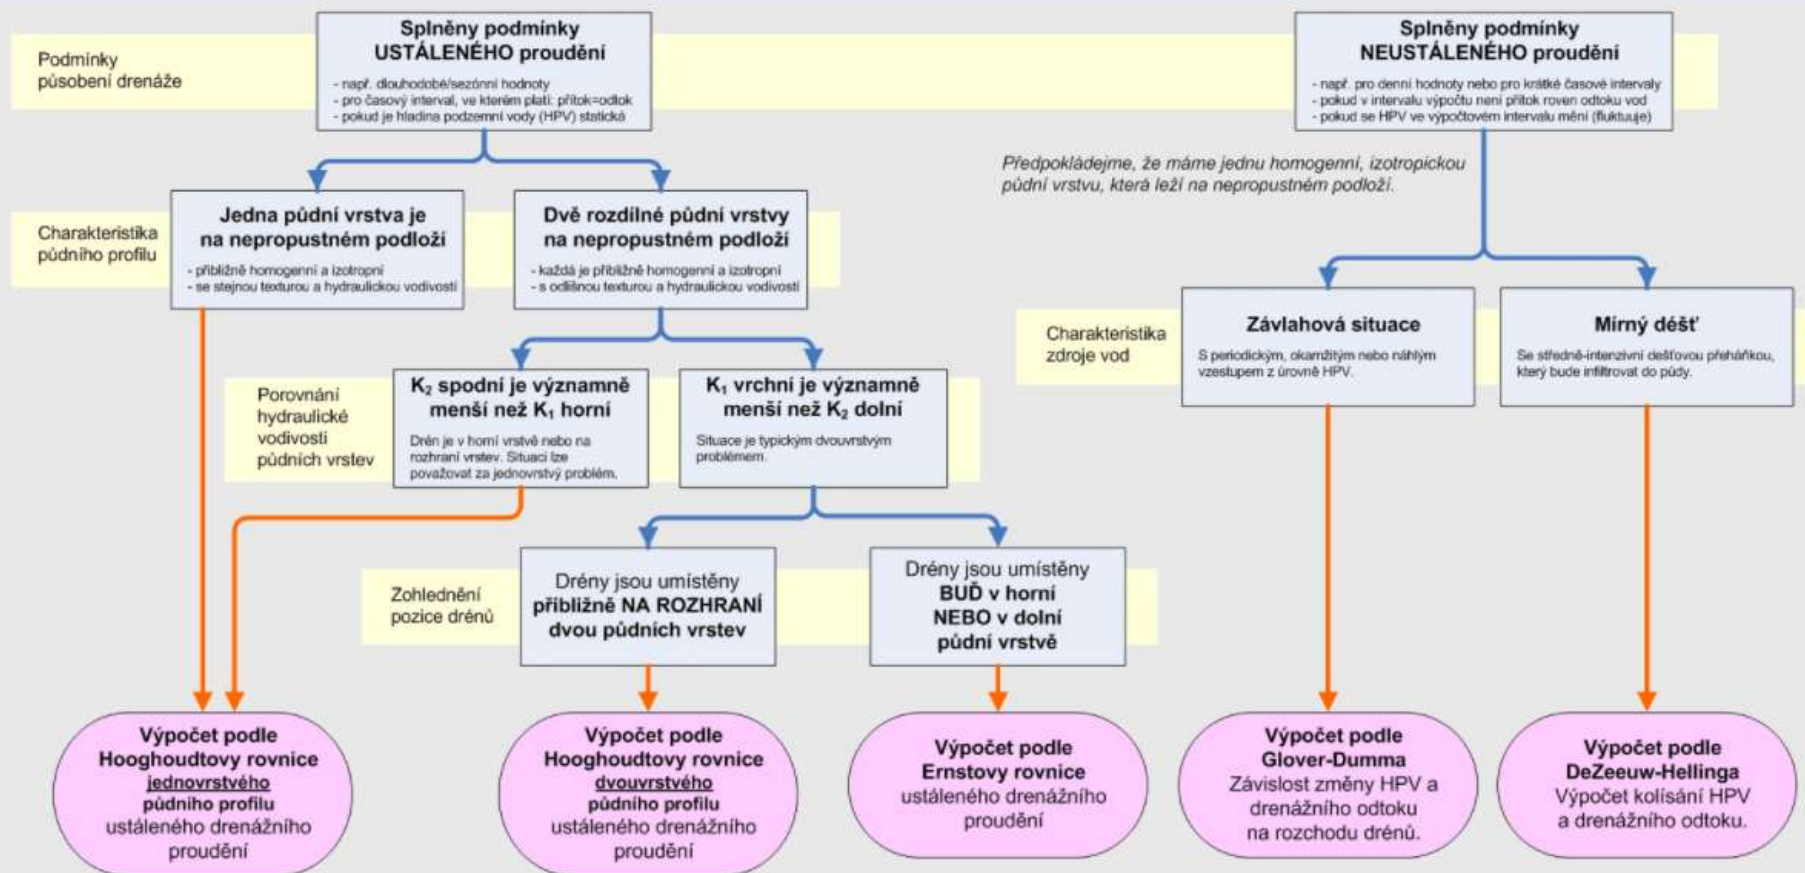 Podmínky
působení drenáže
Splněny podmínky
USTÁLENÉHO proudění
- např. dlouhodobé/sezónní hodnoty
- pro časový interval, ve kterém platí: přítok=odtok
- pokud je hladina podzemní vody (HPV) statická
Splněny podmínky
NEUSTÁLENÉHO proudění
- např. pro denní hodnoty nebo pro krátké časové intervaly
- pokud v intervalu výpočtu není přítok roven odtoku vod
- pokud se HPV ve výpočtovém intervalu mění (fluktuuje)
Předpokládejme, že máme jednu homogenní, izotropickou
půdní vrstvu, která leží na nepropustném podloží.
Charakteristika
půdního profilu
Jedna půdní vrstva je
na nepropustném podloží
- přibližně homogenní a izotropní
- se stejnou texturou a hydraulickou vodivostí
Dvě rozdílné půdní vrstvy
na nepropustném podloží
- každá je přibližně homogenní a izotropní
- s odlišnou texturou a hydraulickou vodivostí
Charakteristika
zdroje vod
Závlahová situace
S periodickým, okamžitým nebo náhlým
vzestupem z úrovně HPV.
Mírný déšť
Se středně-intenzivní dešťovou přeháňkou,
který bude infiltrovat do půdy.
Porovnání
hydraulické
vodivosti
půdních vrstev
K₂ spodní je významně
menší než K₁ horní
Drén je v horní vrstvě nebo na
rozhraní vrstev. Situaci lze
považovat za jednovrstvý problém.
K₁ vrchní je významně
menší než K₂ dolní
Situace je typickým dvouvrstvým
problémem.
Zohlednění
pozice drénů
Drény jsou umístěny
přibližně NA ROZHRANÍ
dvou půdních vrstev
Drény jsou umístěny
BUĎ v horní
NEBO v dolní
půdní vrstvě
Výpočet podle
Hooghoudtovy rovnice
jednovrstvého
půdního profilu
ustáleného drenážního
proudění
Výpočet podle
Hooghoudtovy rovnice
dvouvrstvého
půdního profilu
ustáleného drenážního
proudění
Výpočet podle
Ernstovy rovnice
ustáleného drenážního
proudění
Výpočet podle
Glover-Dumma
Závislost změny HPV a
drenážního odtoku
na rozchodu drénů.
Výpočet podle
DeZeeuw-Hellinga
Výpočet kolísání HPV
a drenážního odtoku.